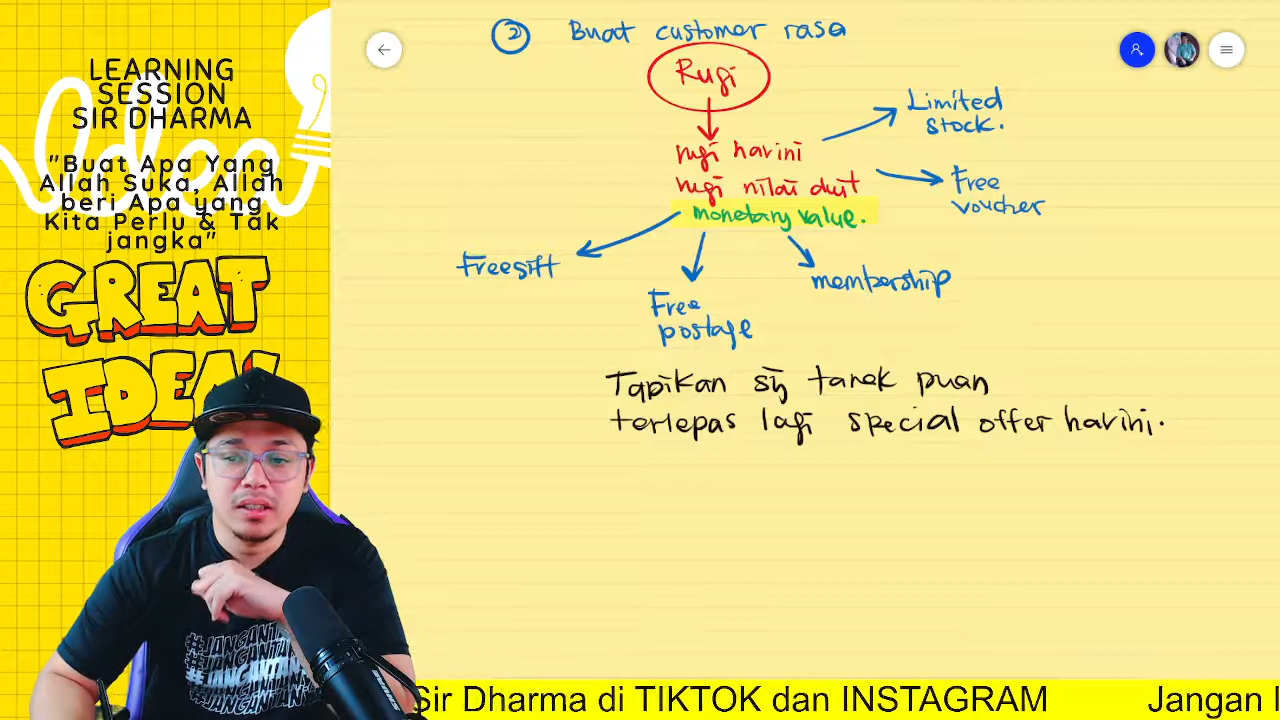 LEARNING
SESSION
SIR DHARMA
"Buat Apa Yang
Allah Suka, Allah
beri Apa yang
Kita Perlu & Tak
jangka"
GREAT
IDEA
② Buat customer rasa
Rugi
rugi harini
rugi nilai duit
monetary value.
Limited
stock.
Free
voucher
Freegift
Free
postage
membership
Tapikan sy tanak puan
terlepas lagi special offer harini.
#JANGANTA
Sir Dharma di TIKTOK dan INSTAGRAM
Jangan